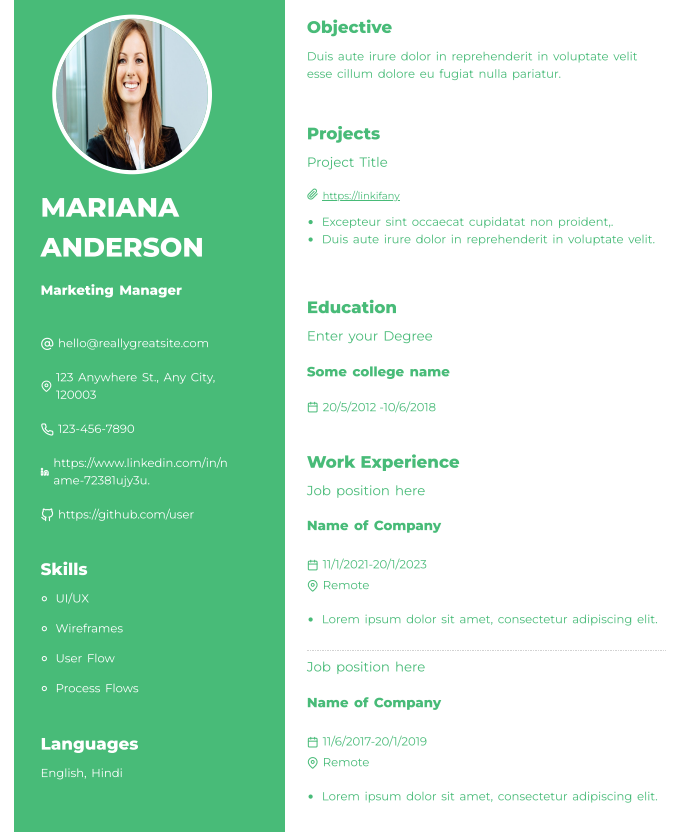 MARIANA
ANDERSON
Marketing Manager
hello@reallygreatsite.com
123 Anywhere St., Any City,
120003
123-456-7890
https://www.linkedin.com/in/n
ame-72381ujy3u.
https://github.com/user
Skills
UI/UX
Wireframes
User Flow
Process Flows
Languages
English, Hindi
Objective
Duis aute irure dolor in reprehenderit in voluptate velit
esse cillum dolore eu fugiat nulla pariatur.
Projects
Project Title
https://linkifany
Excepteur sint occaecat cupidatat non proident,.
Duis aute irure dolor in reprehenderit in voluptate velit.
Education
Enter your Degree
Some college name
20/5/2012 -10/6/2018
Work Experience
Job position here
Name of Company
11/1/2021-20/1/2023
Remote
Lorem ipsum dolor sit amet, consectetur adipiscing elit.
Job position here
Name of Company
11/6/2017-20/1/2019
Remote
Lorem ipsum dolor sit amet, consectetur adipiscing elit.